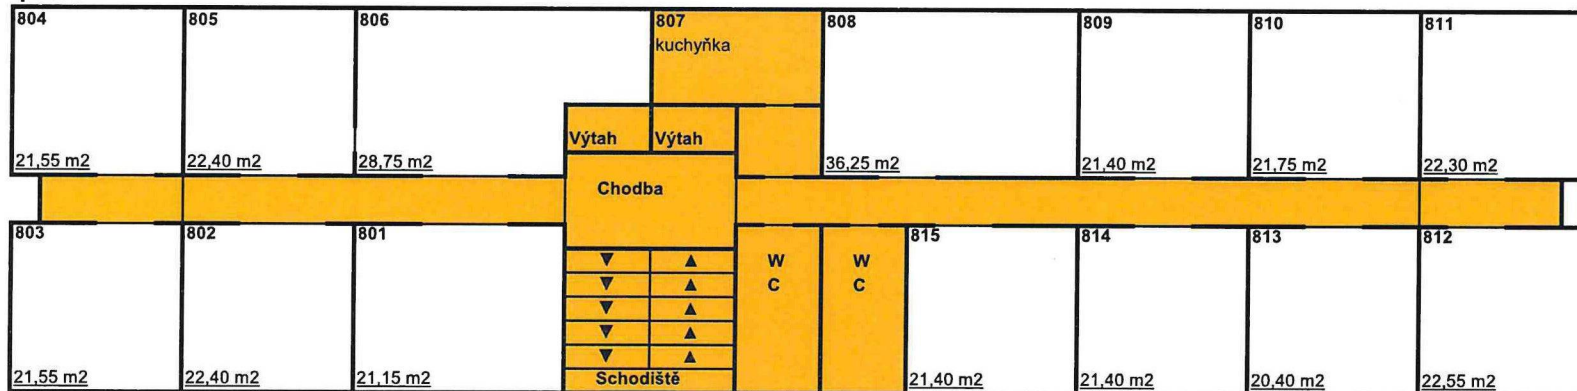 804
21,55 m2
805
22,40 m2
806
28,75 m2
807
kuchyňka
808
36,25 m2
809
21,40 m2
810
21,75 m2
811
22,30 m2
Výtah
Výtah
Chodba
803
21,55 m2
802
22,40 m2
801
21,15 m2
Schodiště
W
C
W
C
815
21,40 m2
814
21,40 m2
813
20,40 m2
812
22,55 m2